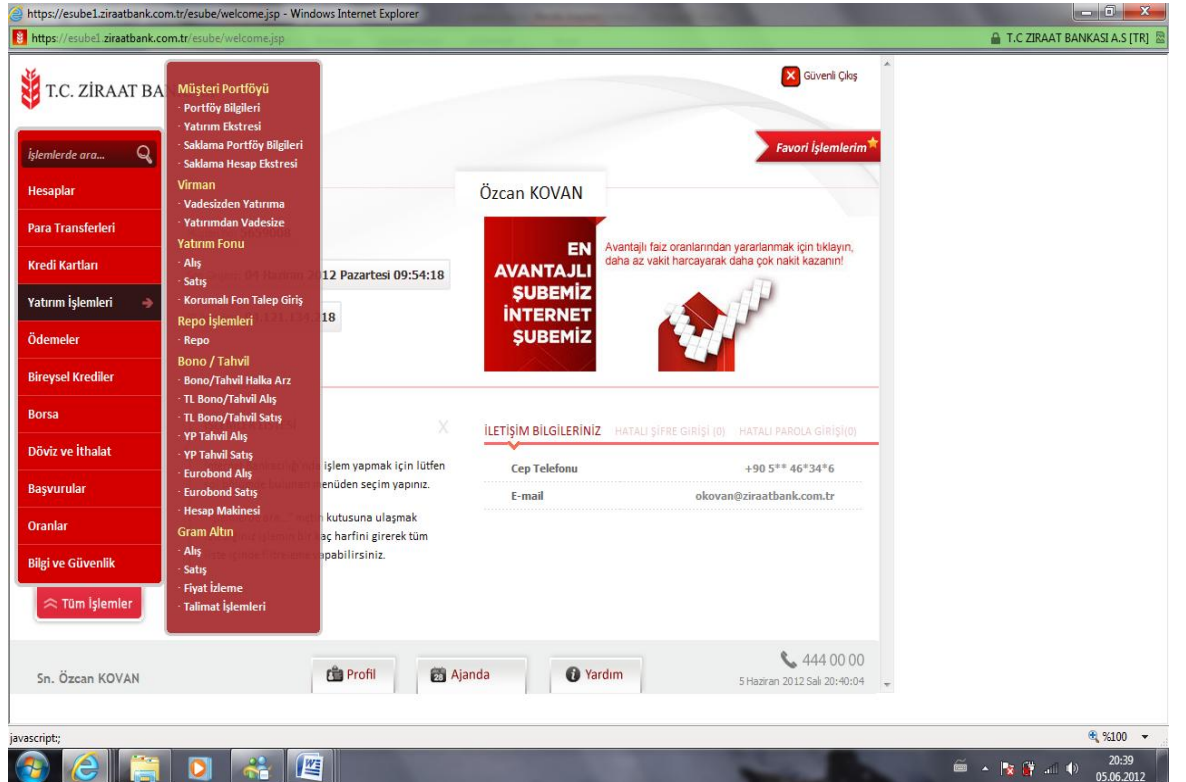 https://esube1.ziraatbank.com.tr/esube/welcome.jsp - Windows Internet Explorer
https://esube1.ziraatbank.com.tr/esube/welcome.jsp
T.C ZIRAAT BANKASI A.S [TR]
T.C. ZİRAAT BA
Güvenli Çıkış
Favori İşlemlerim
İşlemlerde ara...
Hesaplar
Para Transferleri
Kredi Kartları
Yatırım İşlemleri
Ödemeler
Bireysel Krediler
Borsa
Döviz ve İthalat
Başvurular
Oranlar
Bilgi ve Güvenlik
Tüm İşlemler
Müşteri Portföyü
· Portföy Bilgileri
· Yatırım Ekstresi
· Saklama Portföy Bilgileri
· Saklama Hesap Ekstresi
Virman
· Vadesizden Yatırıma
· Yatırımdan Vadesize
Yatırım Fonu
· Alış
· Satış
· Korumalı Fon Talep Giriş
Repo İşlemleri
· Repo
Bono / Tahvil
· Bono/Tahvil Halka Arz
· TL Bono/Tahvil Alış
· TL Bono/Tahvil Satış
· YP Tahvil Alış
· YP Tahvil Satış
· Eurobond Alış
· Eurobond Satış
· Hesap Makinesi
Gram Altın
· Alış
· Satış
· Fiyat İzleme
· Talimat İşlemleri
12 Pazartesi 09:54:18
218
X
işlem yapmak için lütfen
menüden seçim yapınız.
kutusuna ulaşmak
kaç harfini girerek tüm
yapabilirsiniz.
Özcan KOVAN
EN
AVANTAJLI
ŞUBEMİZ
İNTERNET
ŞUBEMİZ
Avantajlı faiz oranlarından yararlanmak için tıklayın,
daha az vakit harcayarak daha çok nakit kazanın!
İLETİŞİM BİLGİLERİNİZ HATALI ŞİFRE GİRİŞİ (0) HATALI PAROLA GİRİŞİ(0)
Cep Telefonu +90 5** 46*34*6
E-mail okovan@ziraatbank.com.tr
Sn. Özcan KOVAN
Profil
28 Ajanda
Yardım
444 00 00
5 Haziran 2012 Salı 20:40:04
javascript:;
%100
20:39
05.06.2012